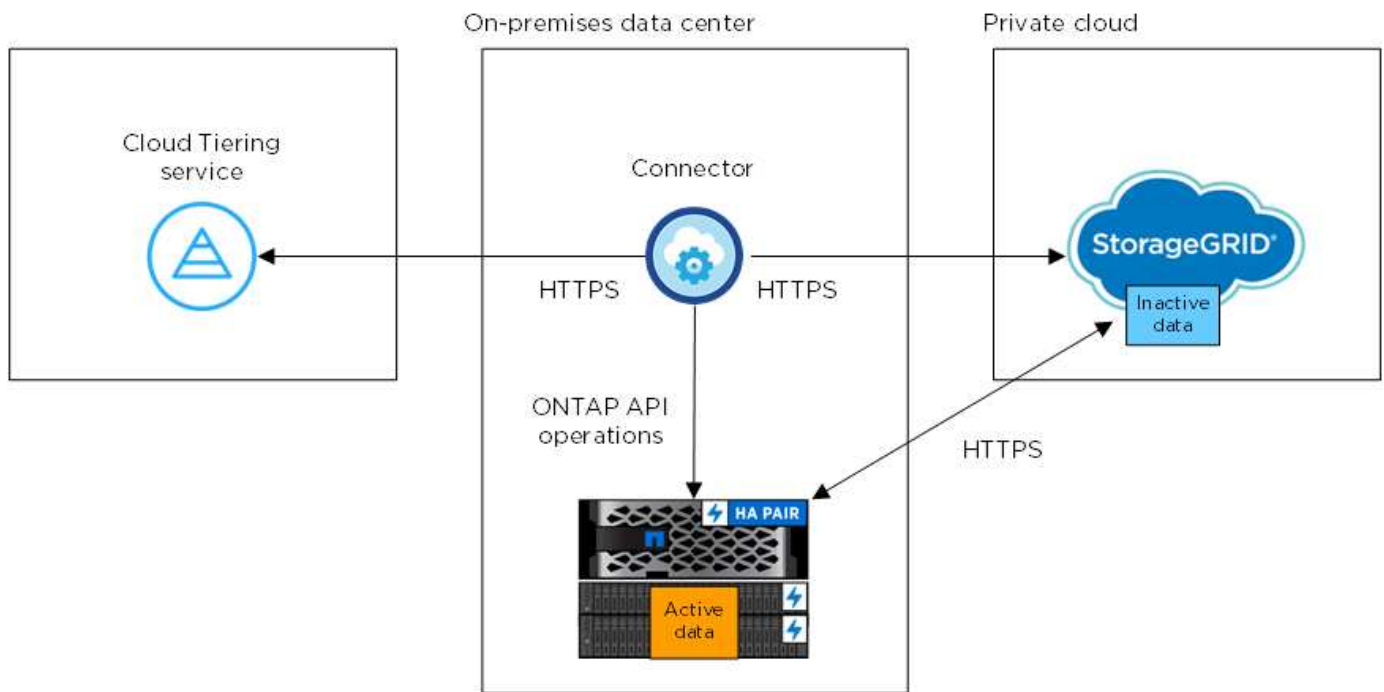 On-premises data center
Private cloud
Cloud Tiering
service
Connector
StorageGRID®
HTTPS
HTTPS
Inactive
data
ONTAP API
operations
HTTPS
HA PAIR
Active
data